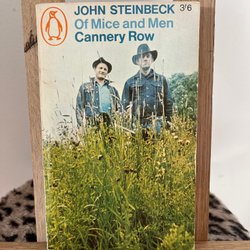 JOHN STEINBECK 3/6
Of Mice and Men
Cannery Row